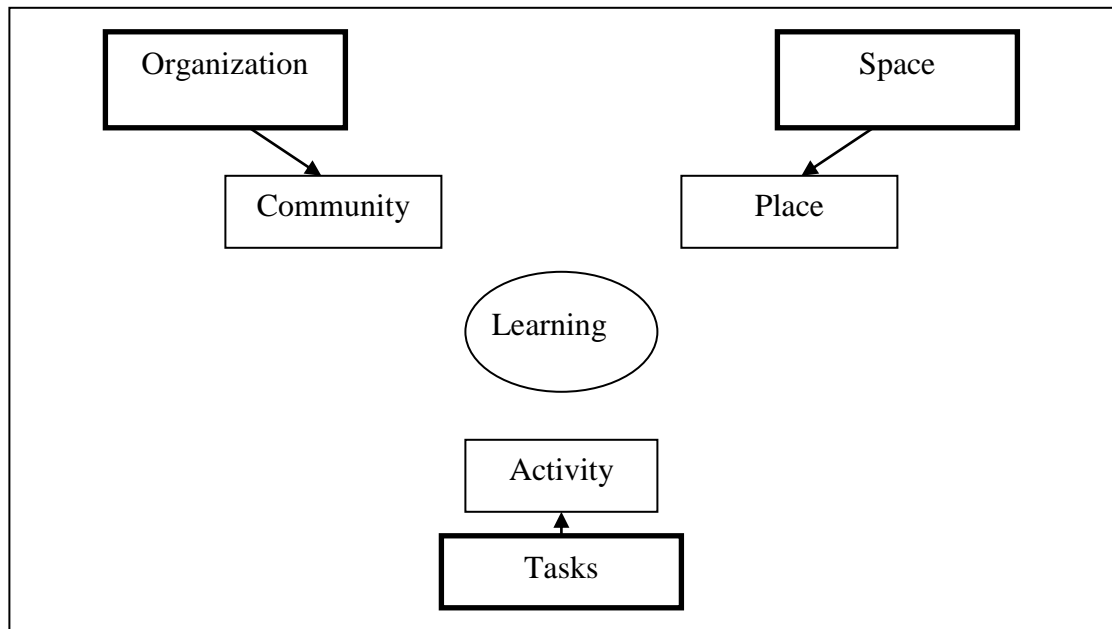 Organization
Space
Community
Place
Learning
Activity
Tasks